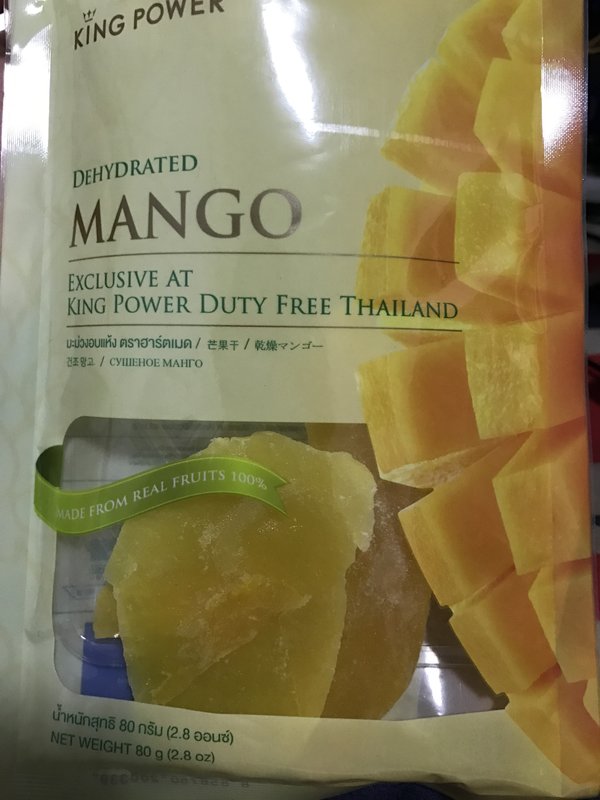 KING POWER
DEHYDRATED
MANGO
EXCLUSIVE AT
KING POWER DUTY FREE THAILAND
มะม่วงอบแห้ง ตราฮาร์ตเมด / 芒果干 / 乾燥マンゴー
건조망고 / СУШЕНОЕ МАНГО
MADE FROM REAL FRUITS 100%
น้ำหนักสุทธิ 80 กรัม (2.8 ออนซ์)
NET WEIGHT 80 g (2.8 oz)